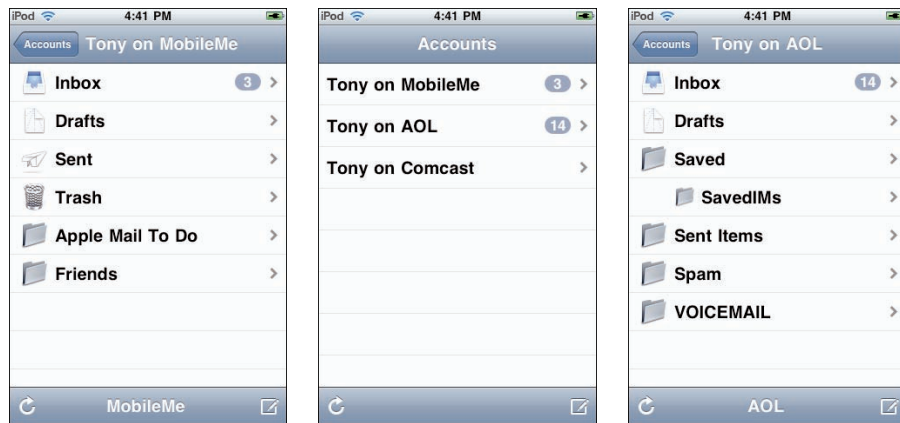 iPod 4:41 PM
Accounts Tony on MobileMe
Inbox 3
Drafts
Sent
Trash
Apple Mail To Do
Friends
MobileMe
iPod 4:41 PM
Accounts
Tony on MobileMe 3
Tony on AOL 14
Tony on Comcast
iPod 4:41 PM
Accounts Tony on AOL
Inbox 14
Drafts
Saved
SavedIMs
Sent Items
Spam
VOICEMAIL
AOL